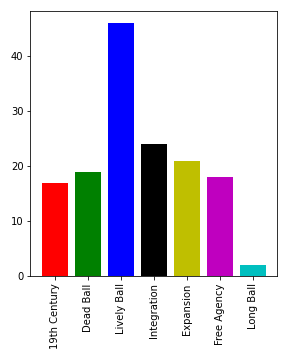 40
30
20
10
0
19th Century
Dead Ball
Lively Ball
Integration
Expansion
Free Agency
Long Ball